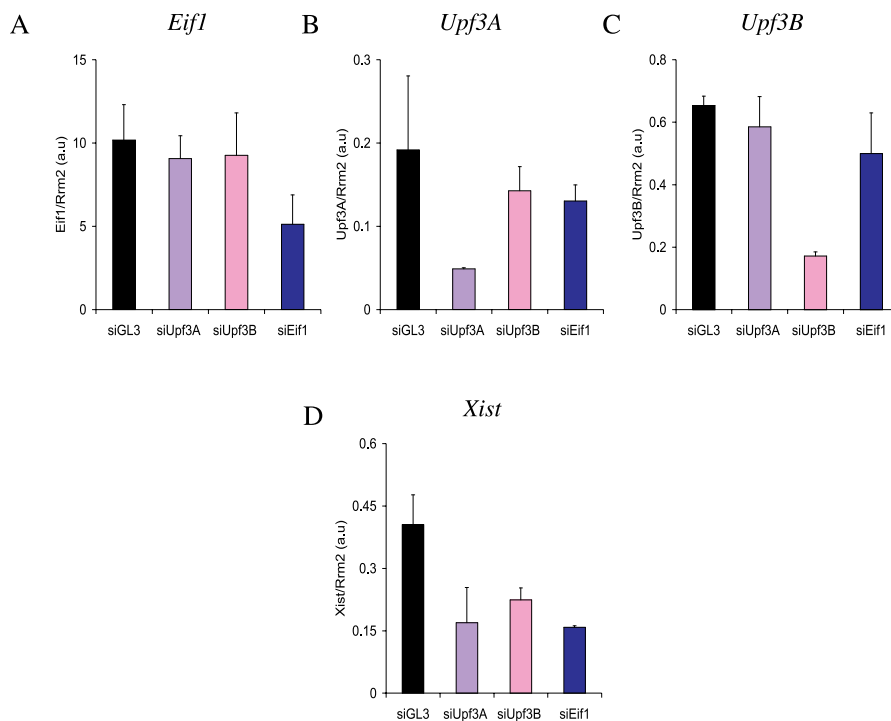 A
Eif1
Eif1/Rrm2 (a.u)
15
10
5
0
siGL3 siUpf3A siUpf3B siEif1
B
Upf3A
Upf3A/Rrm2 (a.u)
0.3
0.2
0.1
0
siGL3 siUpf3A siUpf3B siEif1
C
Upf3B
Upf3B/Rrm2 (a.u)
0.8
0.6
0.4
0.2
0
siGL3 siUpf3A siUpf3B siEif1
D
Xist
Xist/Rrm2 (a.u)
0.6
0.45
0.3
0.15
0
siGL3 siUpf3A siUpf3B siEif1